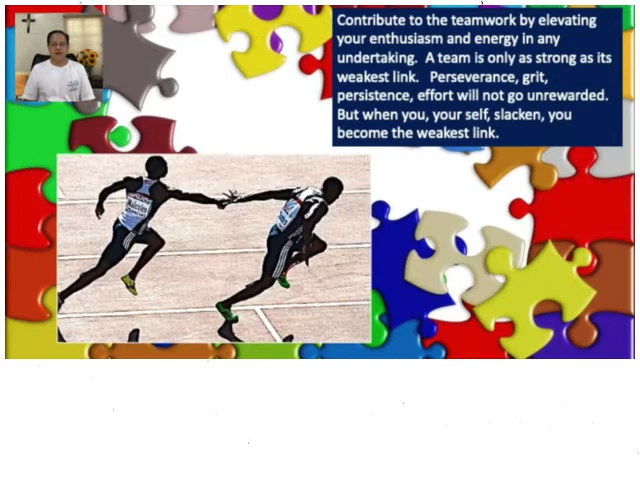 Contribute to the teamwork by elevating
your enthusiasm and energy in any
undertaking.  A team is only as strong as its
weakest link.   Perseverance, grit,
persistence, effort will not go unrewarded.
But when you, your self, slacken, you
become the weakest link.